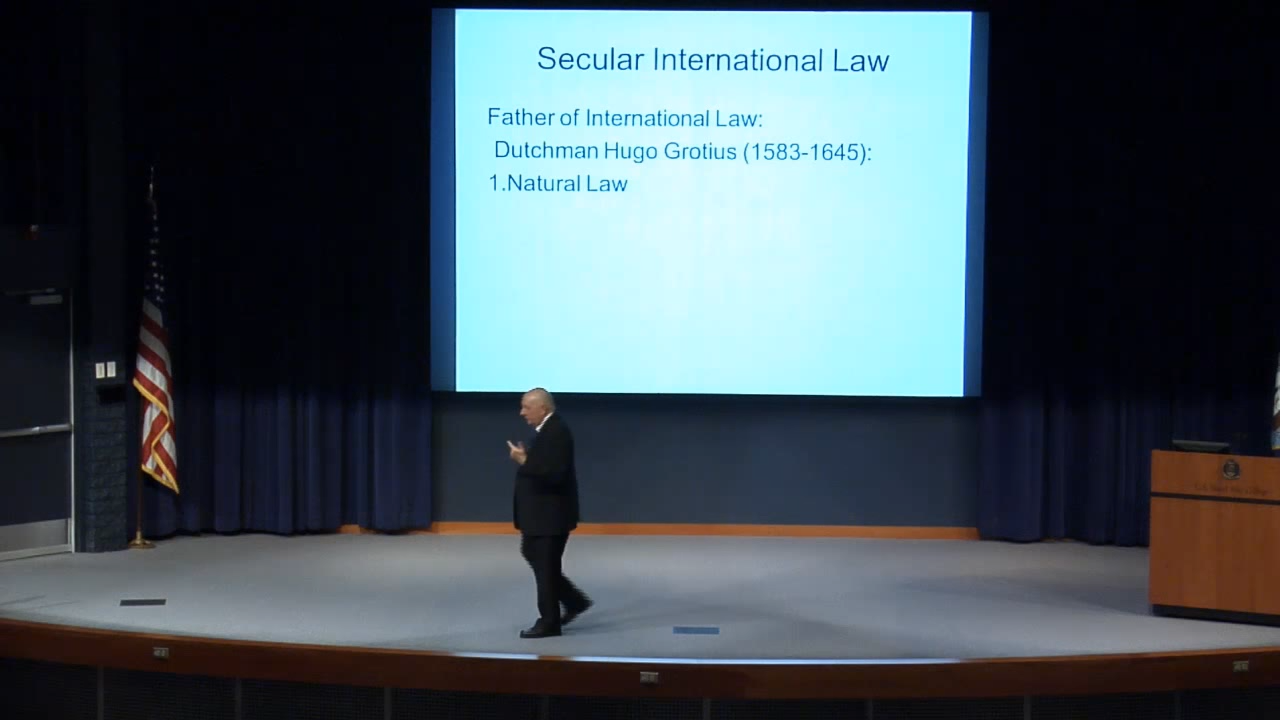 Secular International Law
Father of International Law:
Dutchman Hugo Grotius (1583-1645):
1.Natural Law